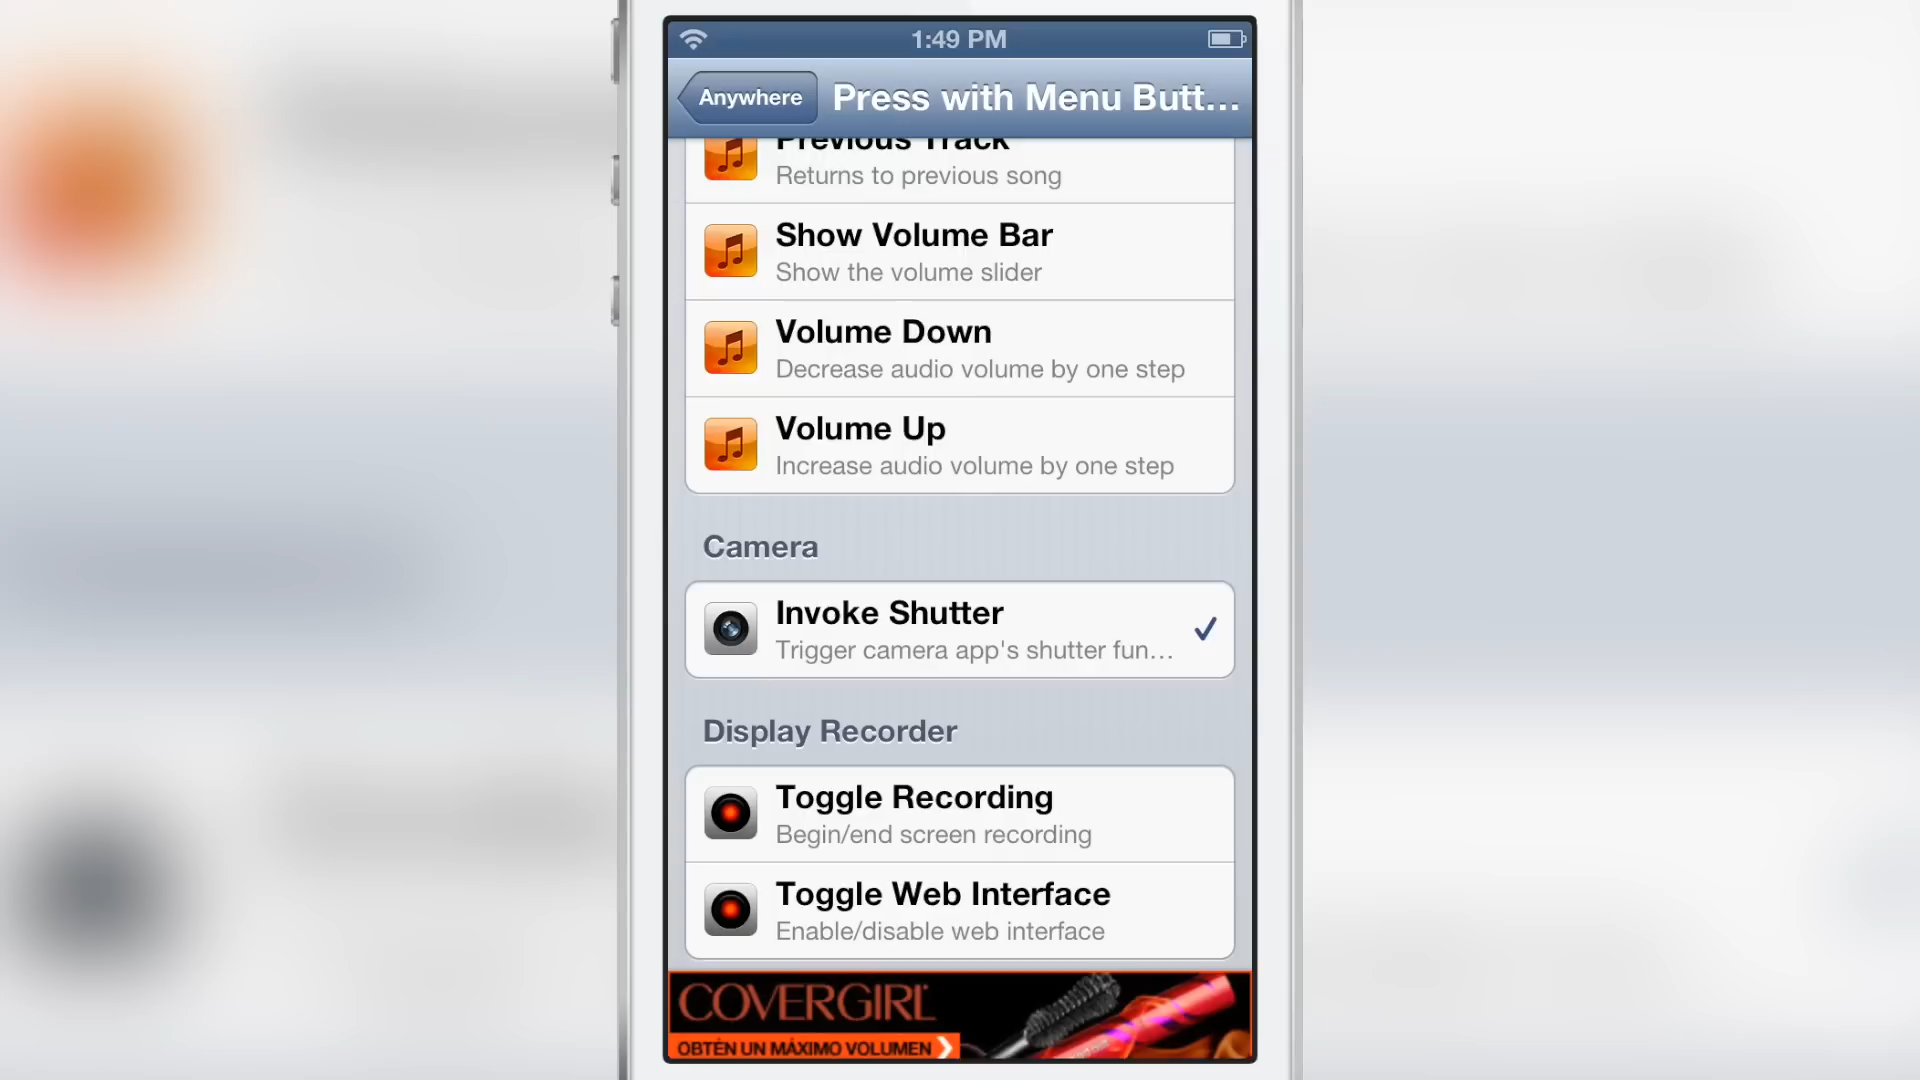 1:49 PM
Anywhere
Press with Menu Butt...
Previous Track
Returns to previous song
Show Volume Bar
Show the volume slider
Volume Down
Decrease audio volume by one step
Volume Up
Increase audio volume by one step
Camera
Invoke Shutter
Trigger camera app's shutter fun...
Display Recorder
Toggle Recording
Begin/end screen recording
Toggle Web Interface
Enable/disable web interface
COVERGIRL
OBTÉN UN MÁXIMO VOLUMEN